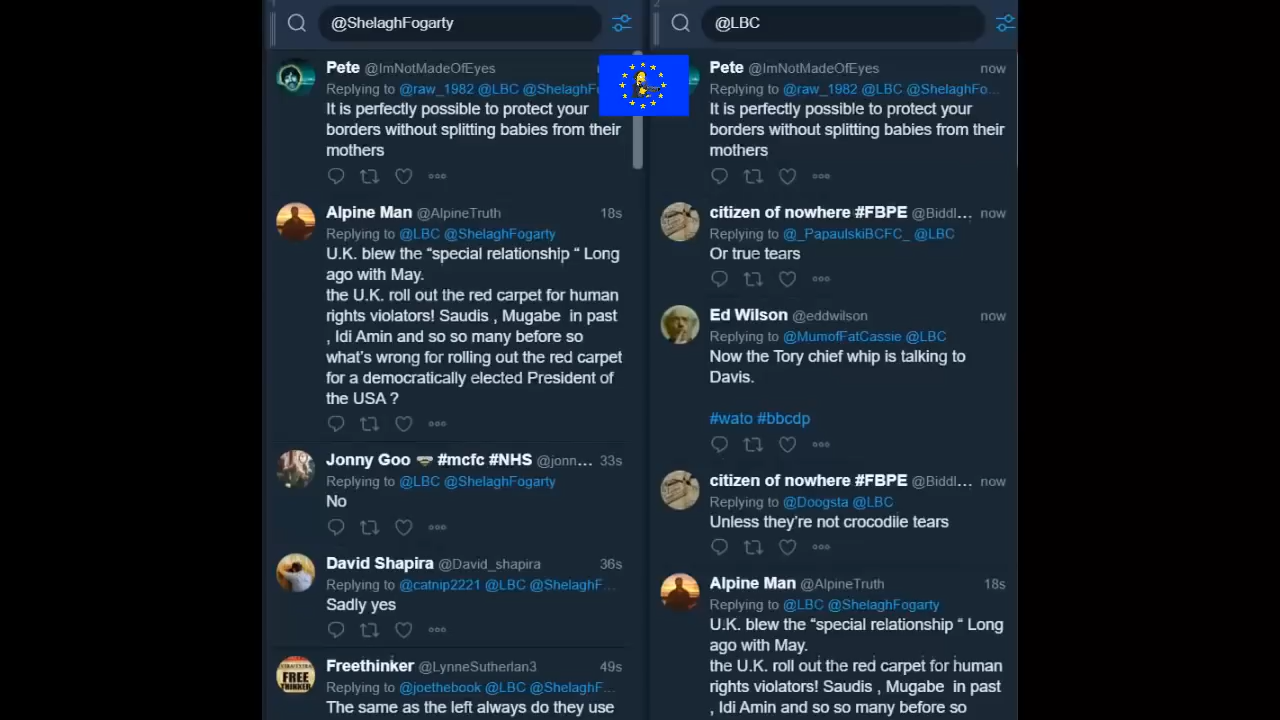 @ShelaghFogarty
Pete @ImNotMadeOfEyes
Replying to @raw_1982 @LBC @ShelaghF
It is perfectly possible to protect your
borders without splitting babies from their
mothers
Alpine Man @AlpineTruth 18s
Replying to @LBC @ShelaghFogarty
U.K. blew the “special relationship “ Long
ago with May.
the U.K. roll out the red carpet for human
rights violators! Saudis , Mugabe in past
, Idi Amin and so so many before so
what’s wrong for rolling out the red carpet
for a democratically elected President of
the USA ?
Jonny Goo #mcfc #NHS @jonn... 33s
Replying to @LBC @ShelaghFogarty
No
David Shapira @David_shapira 36s
Replying to @catnip2221 @LBC @ShelaghF...
Sadly yes
Freethinker @LynneSutherlan3 49s
Replying to @joethebook @LBC @ShelaghF...
The same as the left always do they use
FREE
THINKER
@LBC
Pete @ImNotMadeOfEyes now
Replying to @raw_1982 @LBC @ShelaghFo...
It is perfectly possible to protect your
borders without splitting babies from their
mothers
citizen of nowhere #FBPE @Biddl... now
Replying to @_PapaulskiBCFC_ @LBC
Or true tears
Ed Wilson @eddwilson now
Replying to @MumofFatCassie @LBC
Now the Tory chief whip is talking to
Davis.
#wato #bbcdp
citizen of nowhere #FBPE @Biddl... now
Replying to @Doogsta @LBC
Unless they’re not crocodile tears
Alpine Man @AlpineTruth 18s
Replying to @LBC @ShelaghFogarty
U.K. blew the “special relationship “ Long
ago with May.
the U.K. roll out the red carpet for human
rights violators! Saudis , Mugabe in past
, Idi Amin and so so many before so